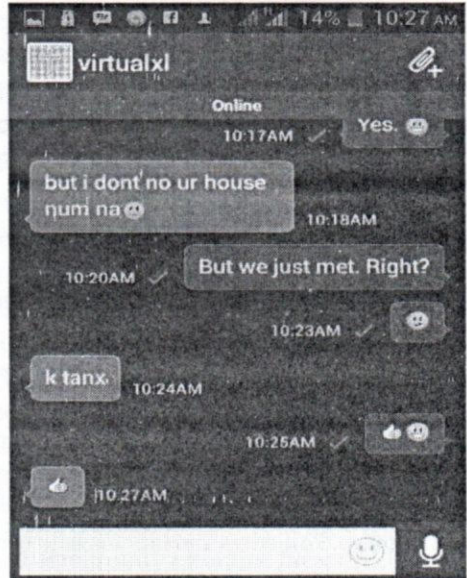 14% 10:27 AM
virtualxl
Online
Yes.
10:17AM
but i dont no ur house
num na
10:18AM
But we just met. Right?
10:20AM
10:23AM
k tanx.
10:24AM
10:25AM
10:27AM